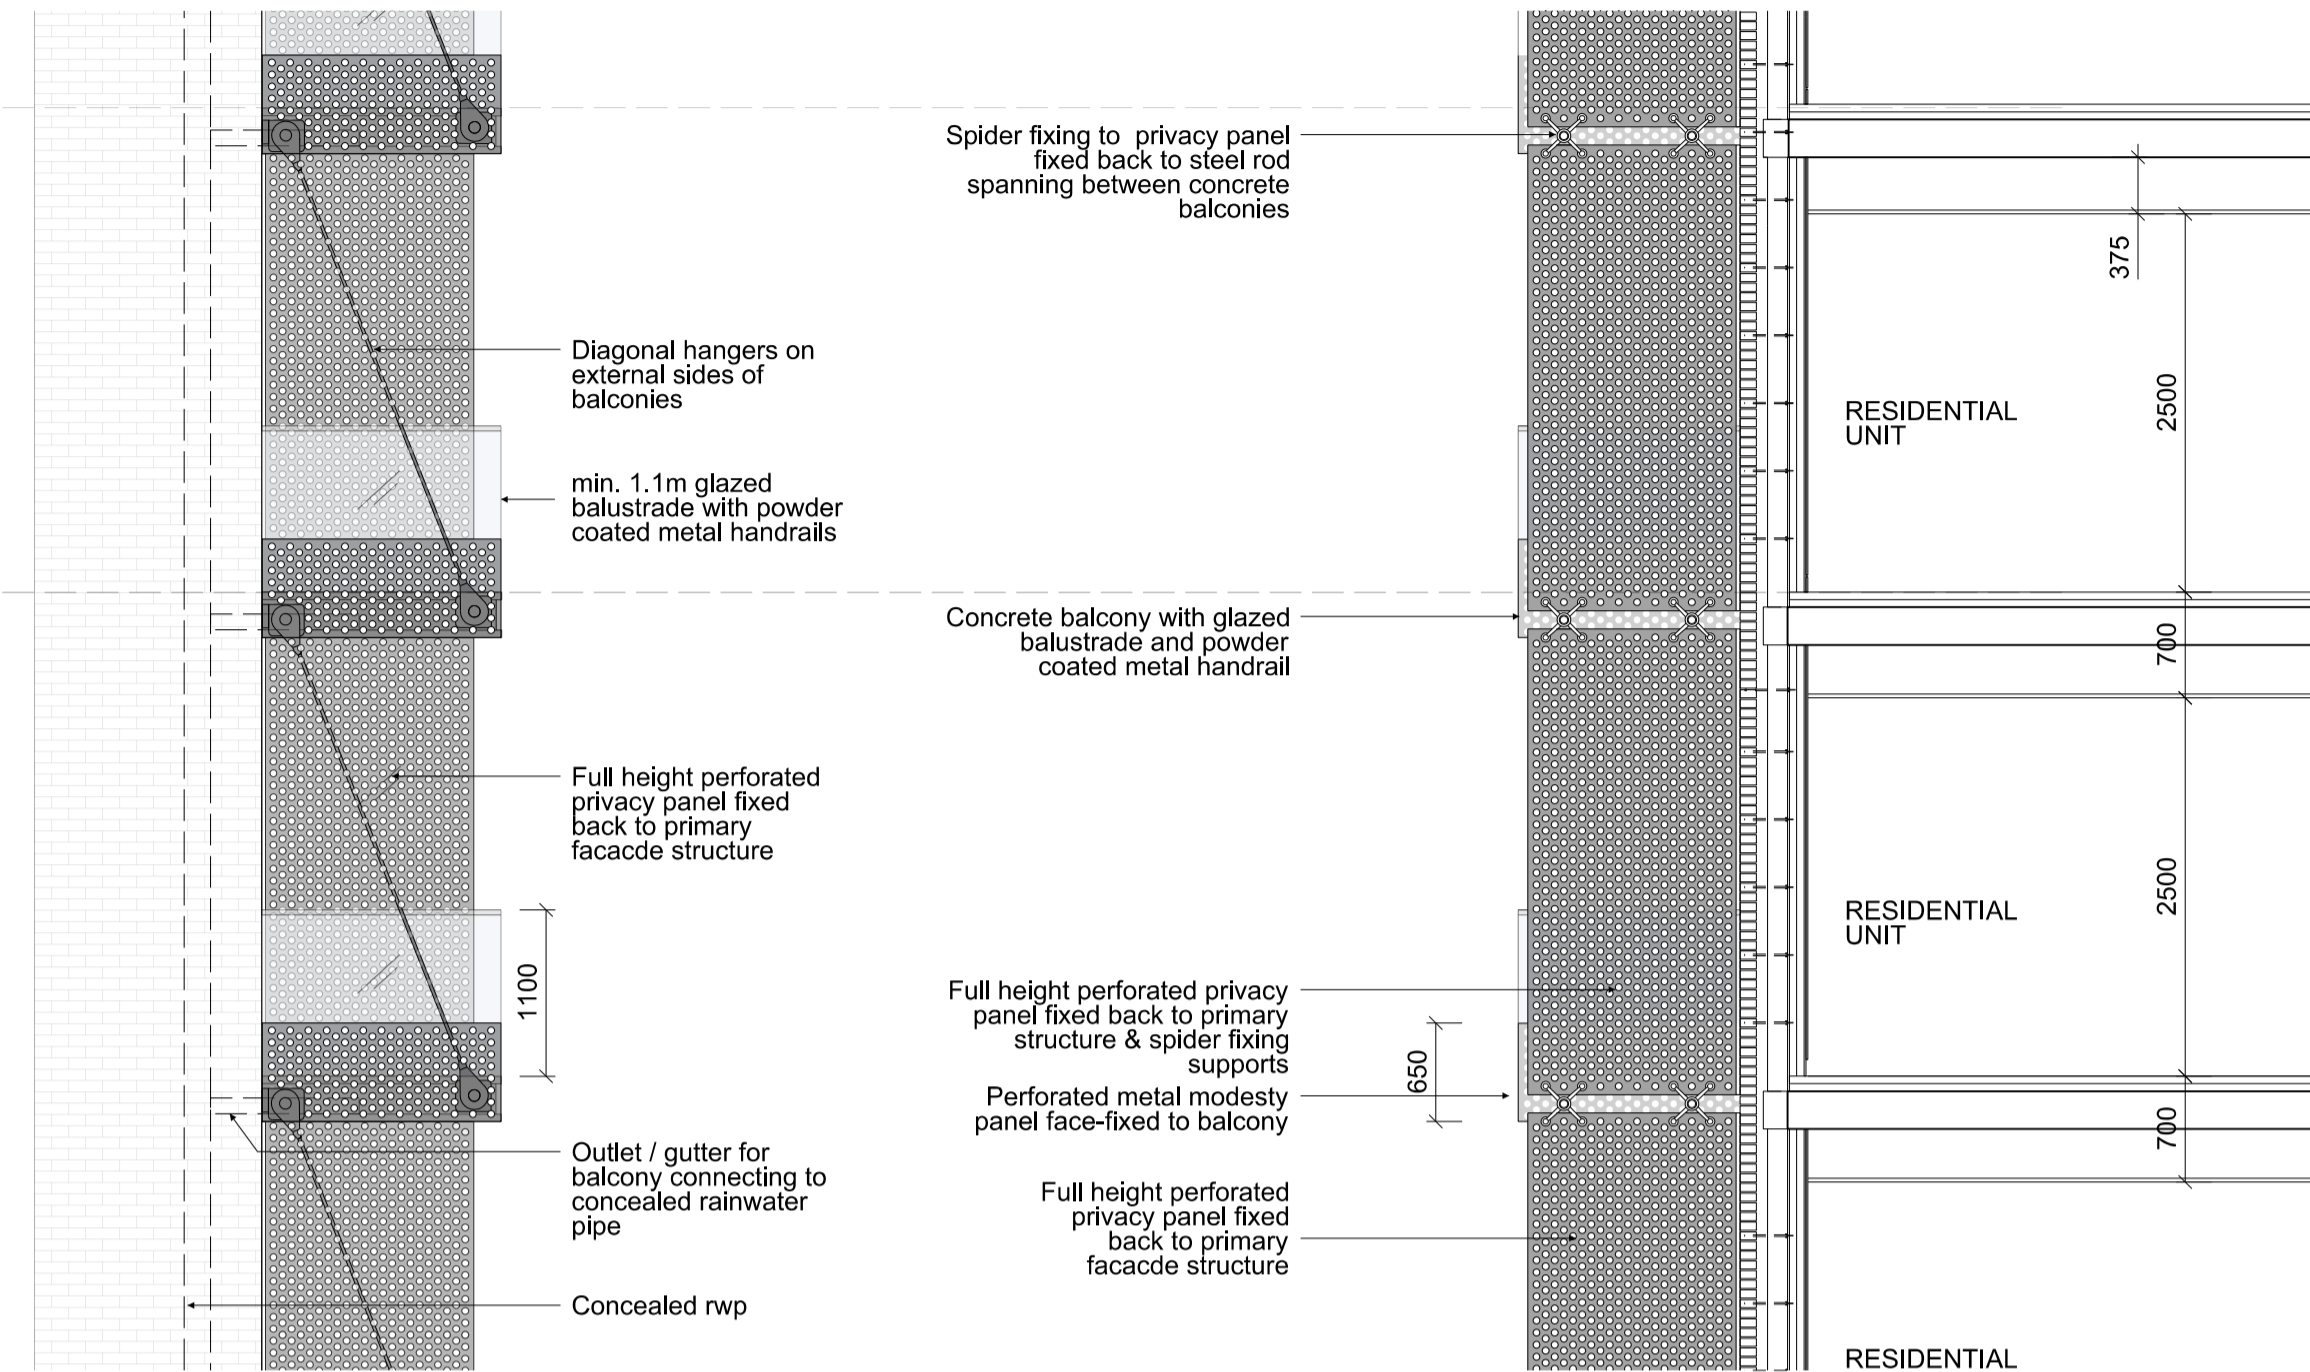 Diagonal hangers on
external sides of
balconies
min. 1.1m glazed
balustrade with powder
coated metal handrails
Full height perforated
privacy panel fixed
back to primary
facacde structure
1100
Outlet / gutter for
balcony connecting to
concealed rainwater
pipe
Concealed rwp
Spider fixing to privacy panel
fixed back to steel rod
spanning between concrete
balconies
Concrete balcony with glazed
balustrade and powder
coated metal handrail
Full height perforated privacy
panel fixed back to primary
structure & spider fixing
supports
650
Perforated metal modesty
panel face-fixed to balcony
Full height perforated
privacy panel fixed
back to primary
facacde structure
375
2500
RESIDENTIAL
UNIT
700
2500
RESIDENTIAL
UNIT
700
RESIDENTIAL